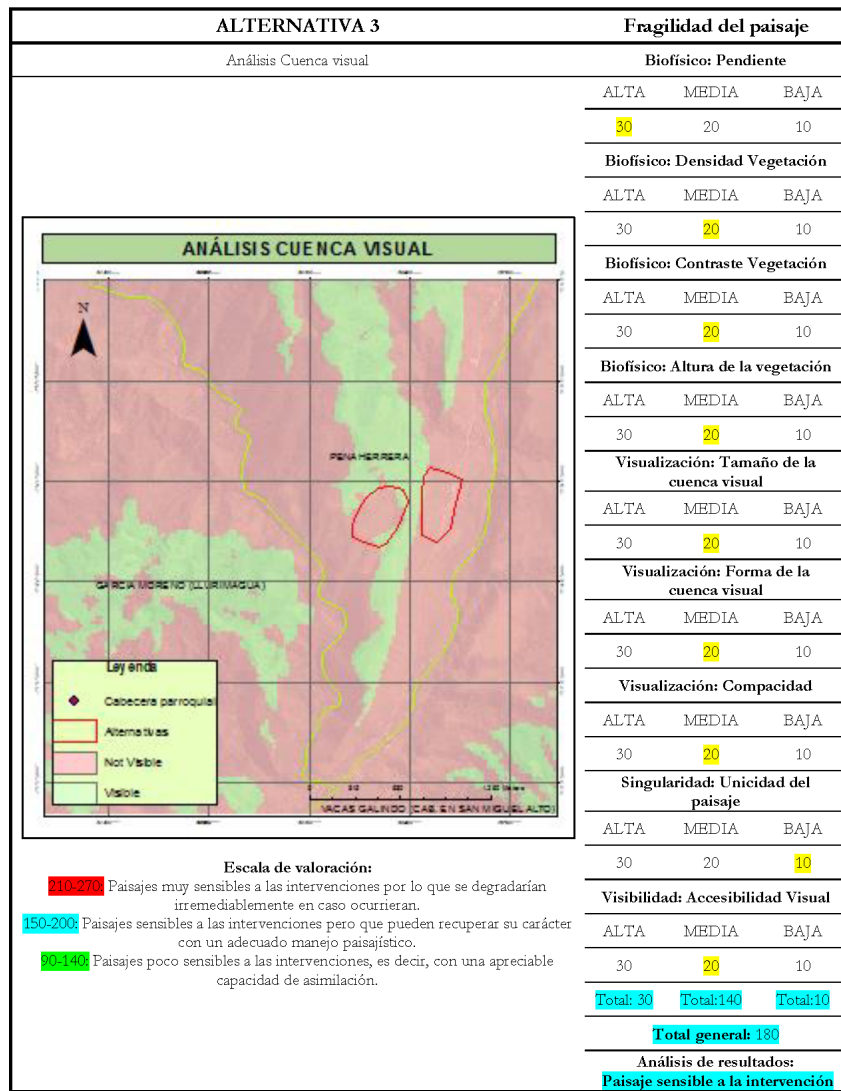 ALTERNATIVA 3
Fragilidad del paisaje
Análisis Cuenca visual
Biofísico: Pendiente
ALTA MEDIA BAJA
30 20 10
Biofísico: Densidad Vegetación
ALTA MEDIA BAJA
30 20 10
Biofísico: Contraste Vegetación
ALTA MEDIA BAJA
30 20 10
Biofísico: Altura de la vegetación
ALTA MEDIA BAJA
30 20 10
Visualización: Tamaño de la
cuenca visual
ALTA MEDIA BAJA
30 20 10
Visualización: Forma de la
cuenca visual
ALTA MEDIA BAJA
30 20 10
Visualización: Compacidad
ALTA MEDIA BAJA
30 20 10
Singularidad: Unicidad del
paisaje
ALTA MEDIA BAJA
30 20 10
Visibilidad: Accesibilidad Visual
ALTA MEDIA BAJA
30 20 10
Total: 30 Total:140 Total:10
Total general: 180
Análisis de resultados:
Paisaje sensible a la intervención
ANÁLISIS CUENCA VISUAL
N
PENAHERRERA
GARCIA MORENO (LLURIMAGUA)
Leyenda
Cabecera parroquial
Alternativas
Not Visible
Visible
VACAS GALINDO (CAB. EN SAN MIGUEL ALTO)
Escala de valoración:
210-270: Paisajes muy sensibles a las intervenciones por lo que se degradarían
irremediablemente en caso ocurrieran.
150-200: Paisajes sensibles a las intervenciones pero que pueden recuperar su carácter
con un adecuado manejo paisajístico.
90-140: Paisajes poco sensibles a las intervenciones, es decir, con una apreciable
capacidad de asimilación.